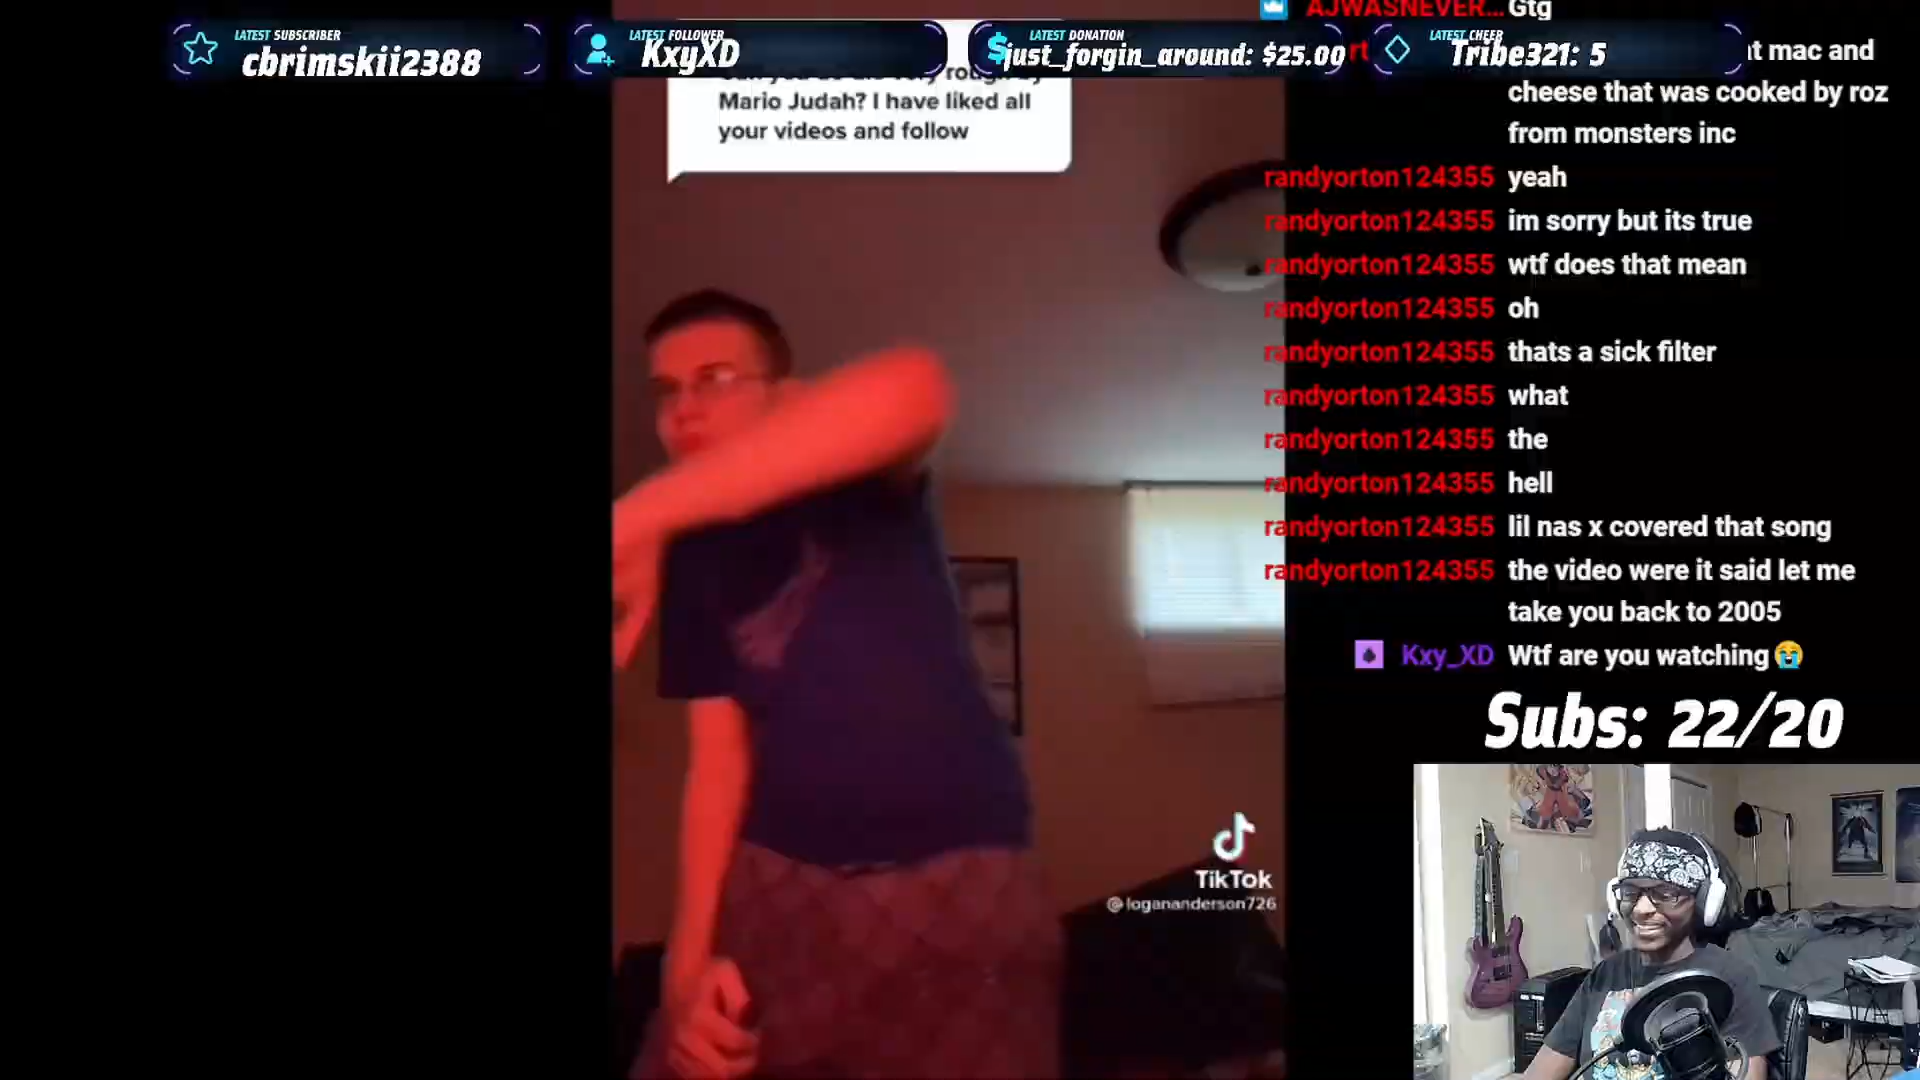 LATEST SUBSCRIBER
cbrimskii2388
LATEST FOLLOWER
KxyXD
LATEST DONATION
just_forgin_around: $25.00
LATEST CHEER
Tribe321: 5
Mario Judah? I have liked all
your videos and follow
AJWASNEVER... Gtg
mac and
cheese that was cooked by roz
from monsters inc
randyorton124355 yeah
randyorton124355 im sorry but its true
randyorton124355 wtf does that mean
randyorton124355 oh
randyorton124355 thats a sick filter
randyorton124355 what
randyorton124355 the
randyorton124355 hell
randyorton124355 lil nas x covered that song
randyorton124355 the video were it said let me
take you back to 2005
Kxy_XD Wtf are you watching😭
Subs: 22/20
TikTok
@logananderson726